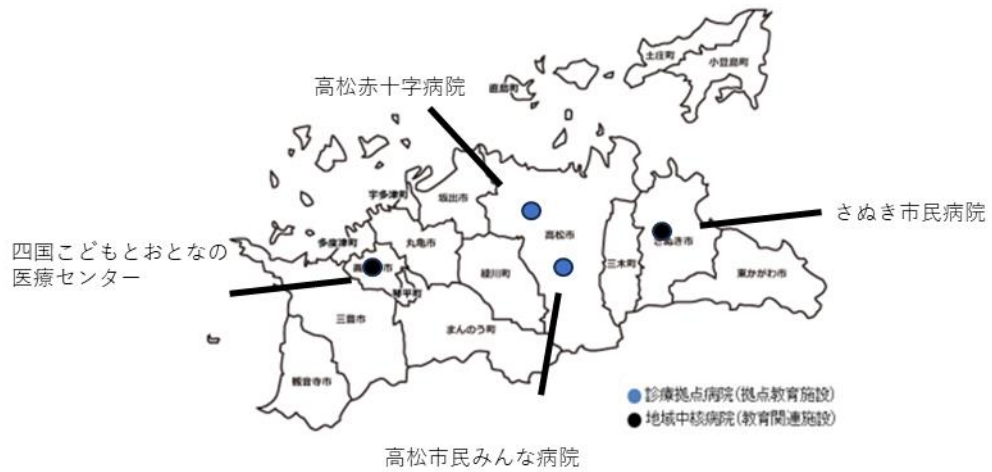 土庄町
小豆島町
高松赤十字病院
直島町
宇多津町
坂出市
さぬき市民病院
多度津町
丸亀市
高松市
さぬき市
四国こどもとおとなの
医療センター
綾川町
三木町
東かがわ市
琴平町
三豊市
まんのう町
観音寺市
診療拠点病院(拠点教育施設)
地域中核病院(教育関連施設)
高松市民みんな病院